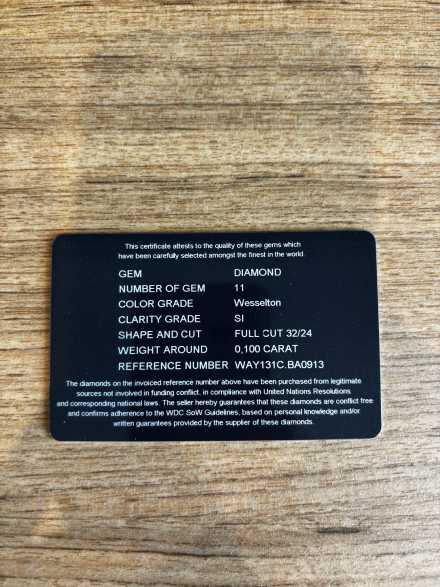 This certificate attests to the quality of these gems which
have been carefully selected amongst the finest in the world.
GEM DIAMOND
NUMBER OF GEM 11
COLOR GRADE Wesselton
CLARITY GRADE SI
SHAPE AND CUT FULL CUT 32/24
WEIGHT AROUND 0,100 CARAT
REFERENCE NUMBER WAY131C.BA0913
The diamonds on the invoiced reference number above have been purchased from legitimate
sources not involved in funding conflict, in compliance with United Nations Resolutions
and corresponding national laws. The seller hereby guarantees that these diamonds are conflict free
and confirms adherence to the WDC SoW Guidelines, based on personal knowledge and/or
written guarantees provided by the supplier of these diamonds.